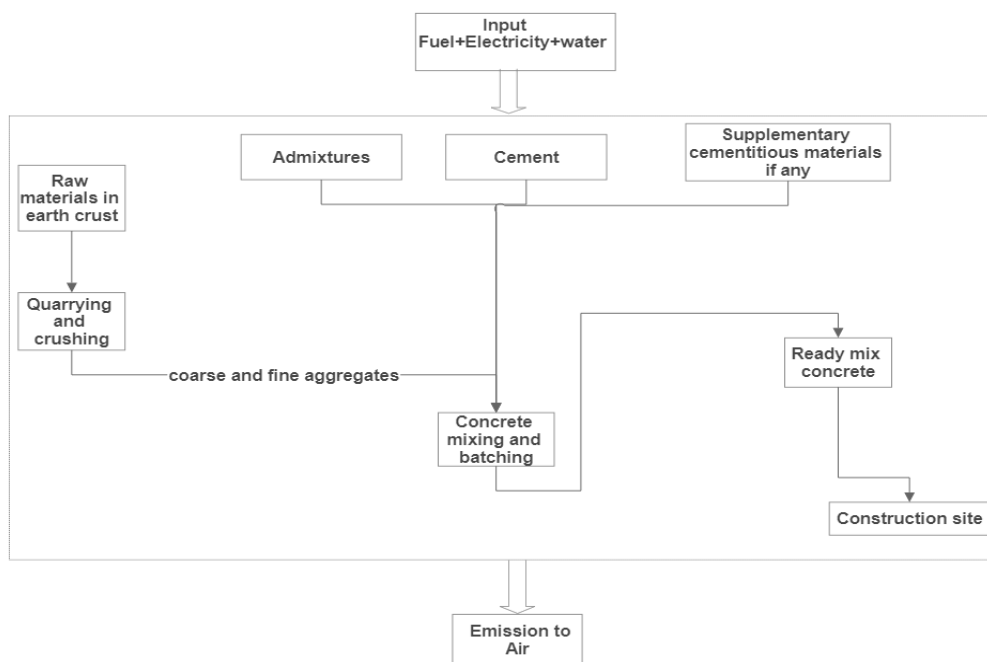 Input
Fuel+Electricity+water
Admixtures
Cement
Supplementary
cementitious materials
if any
Raw
materials in
earth crust
Quarrying
and
crushing
coarse and fine aggregates
Ready mix
concrete
Concrete
mixing and
batching
Construction site
Emission to
Air